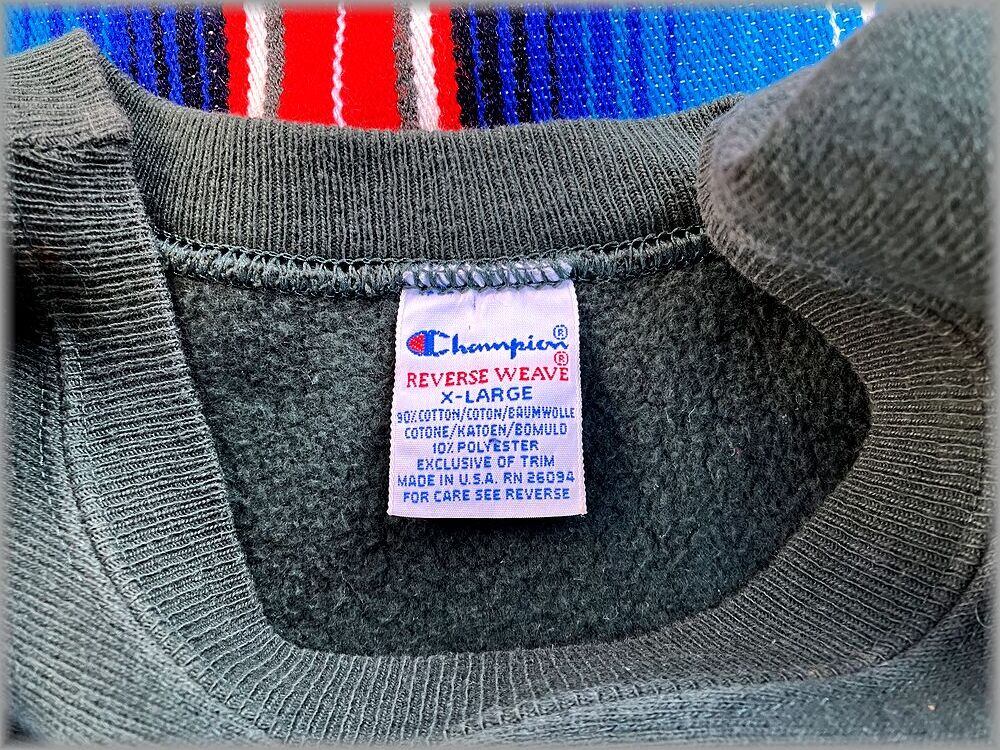 Champion®
REVERSE WEAVE®
X-LARGE
90% COTTON/COTON/BAUMWOLLE
COTONE/KATOEN/BOMULD
10% POLYESTER
EXCLUSIVE OF TRIM
MADE IN U.S.A. RN 26094
FOR CARE SEE REVERSE